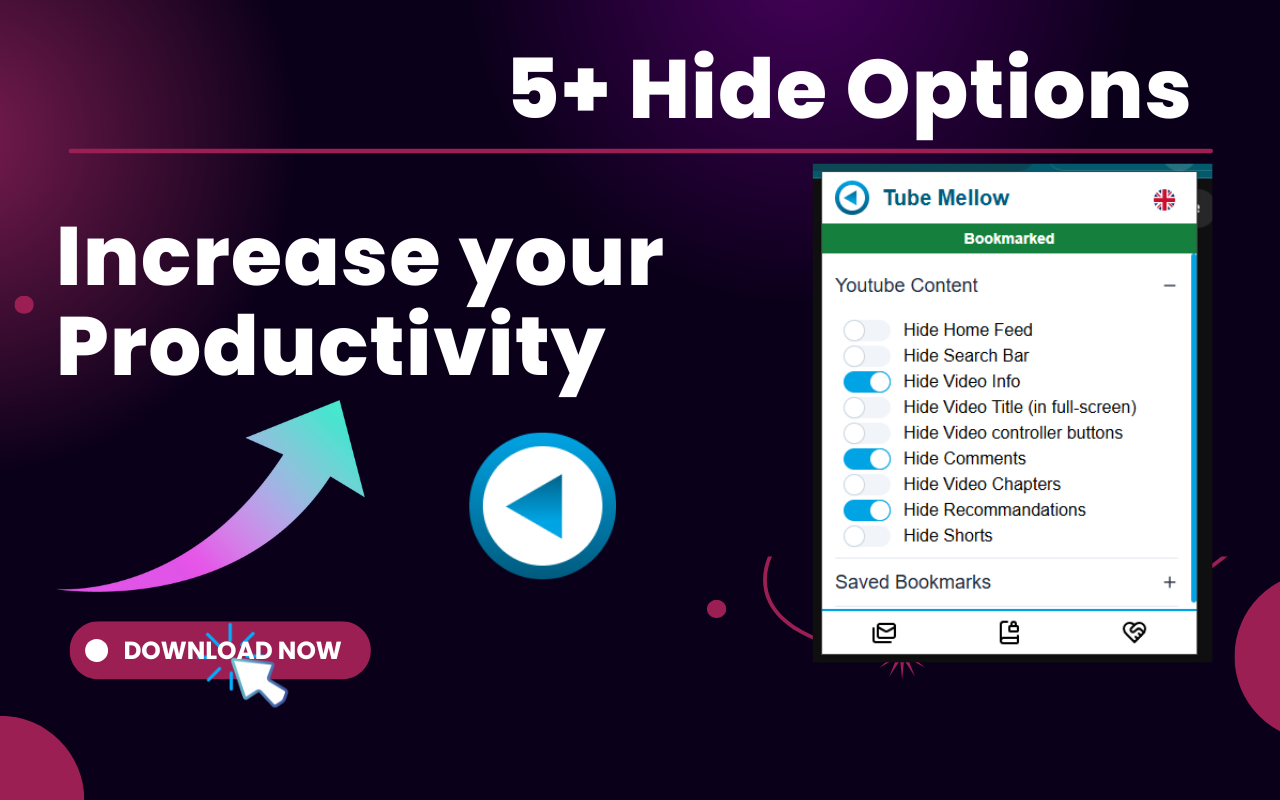 5+ Hide Options
Increase your
Productivity
DOWNLOAD NOW
Tube Mellow
Bookmarked
Youtube Content
Hide Home Feed
Hide Search Bar
Hide Video Info
Hide Video Title (in full-screen)
Hide Video controller buttons
Hide Comments
Hide Video Chapters
Hide Recommandations
Hide Shorts
Saved Bookmarks